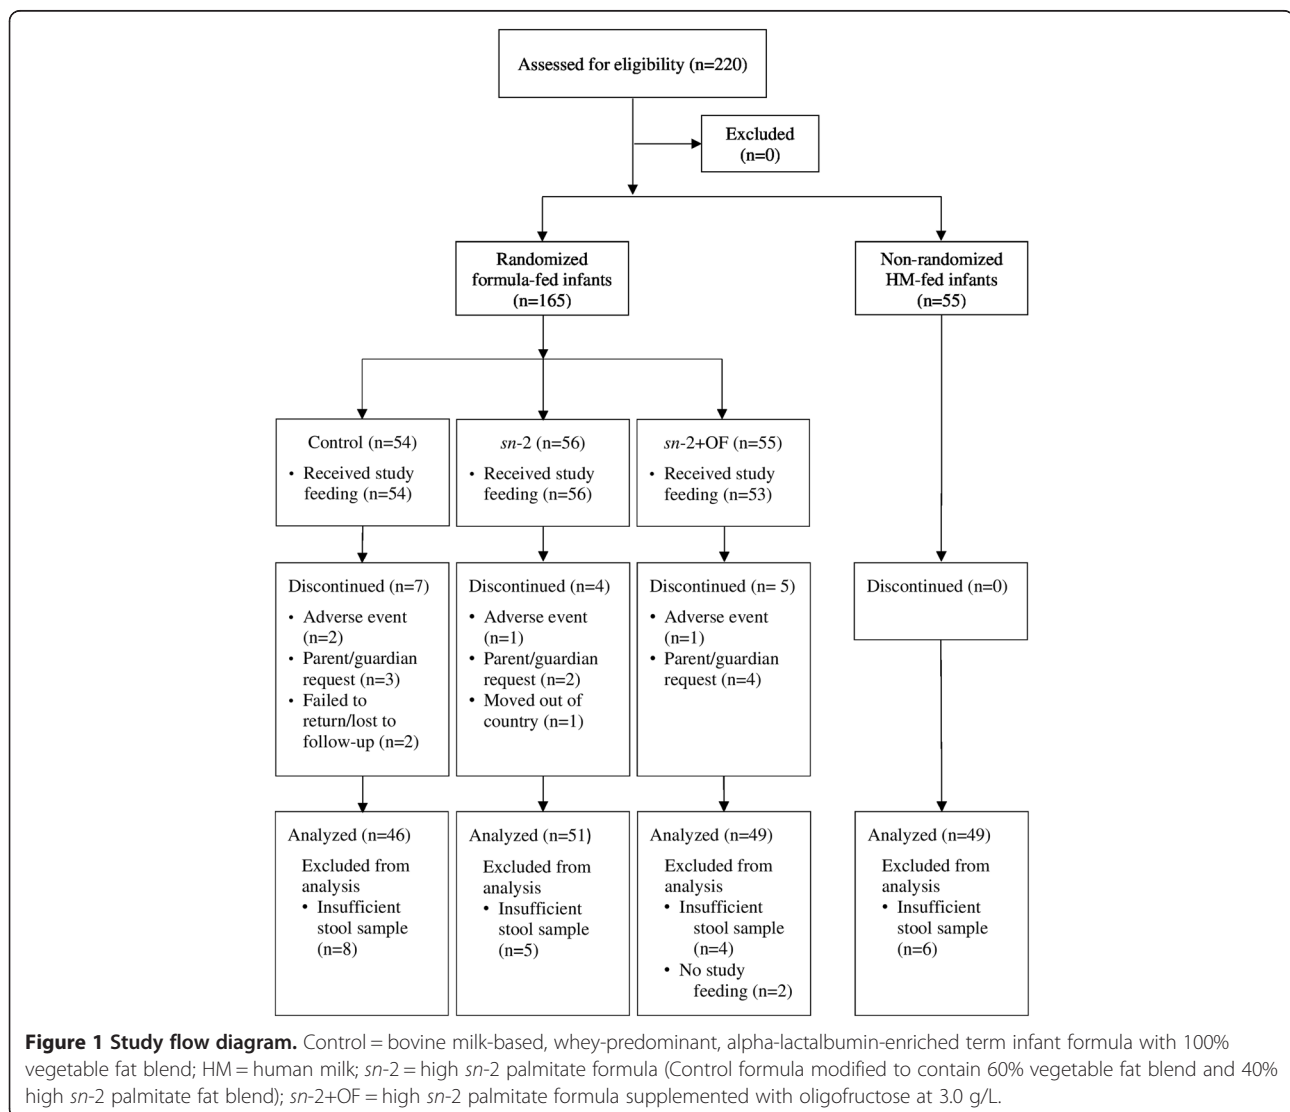 Assessed for eligibility (n=220)
Excluded
(n=0)
Randomized
formula-fed infants
(n=165)
Non-randomized
HM-fed infants
(n=55)
Control (n=54)
• Received study
feeding (n=54)
sn-2 (n=56)
• Received study
feeding (n=56)
sn-2+OF (n=55)
• Received study
feeding (n=53)
Discontinued (n=7)
• Adverse event
(n=2)
• Parent/guardian
request (n=3)
• Failed to
return/lost to
follow-up (n=2)
Discontinued (n=4)
• Adverse event
(n=1)
• Parent/guardian
request (n=2)
• Moved out of
country (n=1)
Discontinued (n= 5)
• Adverse event
(n=1)
• Parent/guardian
request (n=4)
Discontinued (n=0)
Analyzed (n=46)
Excluded from
analysis
• Insufficient
stool sample
(n=8)
Analyzed (n=51)
Excluded from
analysis
• Insufficient
stool sample
(n=5)
Analyzed (n=49)
Excluded from
analysis
• Insufficient
stool sample
(n=4)
• No study
feeding (n=2)
Analyzed (n=49)
Excluded from
analysis
• Insufficient
stool sample
(n=6)
Figure 1 Study flow diagram. Control = bovine milk-based, whey-predominant, alpha-lactalbumin-enriched term infant formula with 100%
vegetable fat blend; HM = human milk; sn-2 = high sn-2 palmitate formula (Control formula modified to contain 60% vegetable fat blend and 40%
high sn-2 palmitate fat blend); sn-2+OF = high sn-2 palmitate formula supplemented with oligofructose at 3.0 g/L.